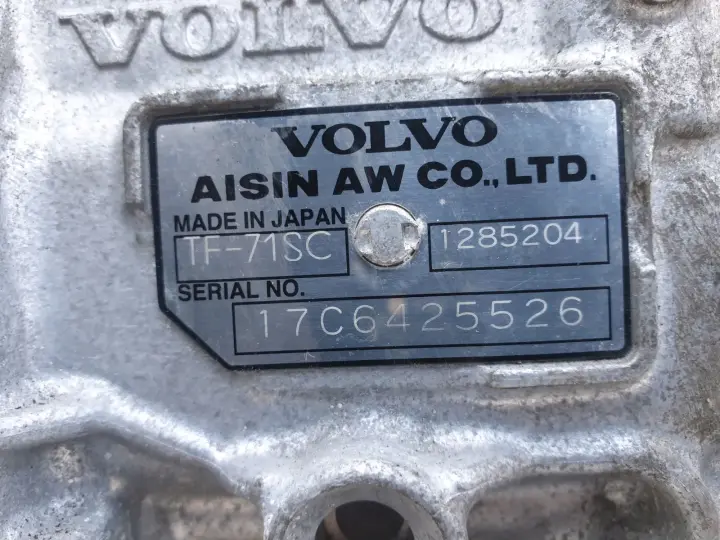 VOLVO
VOLVO
AISIN AW CO., LTD.
MADE IN JAPAN
TF-71SC 1285204
SERIAL NO.
17C6425526